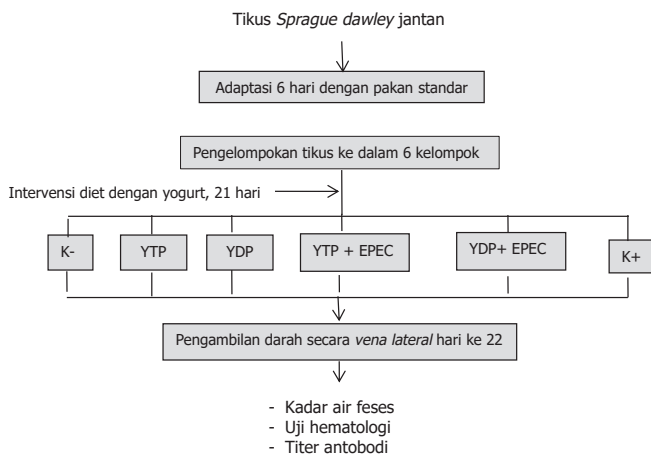 Tikus Sprague dawley jantan
Adaptasi 6 hari dengan pakan standar
Pengelompokan tikus ke dalam 6 kelompok
Intervensi diet dengan yogurt, 21 hari
K-
YTP
YDP
YTP + EPEC
YDP+ EPEC
K+
Pengambilan darah secara vena lateral hari ke 22
- Kadar air feses
- Uji hematologi
- Titer antobodi